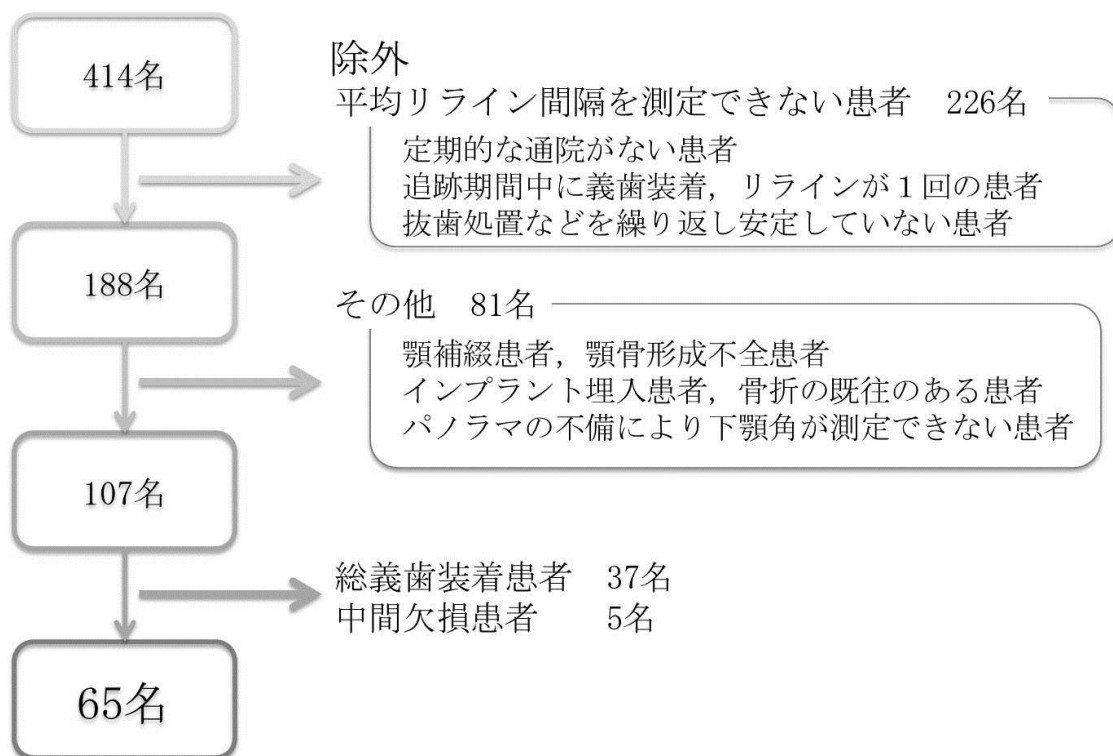 414名
除外
平均リライン間隔を測定できない患者　226名
定期的な通院がない患者
追跡期間中に義歯装着，リラインが１回の患者
抜歯処置などを繰り返し安定していない患者
188名
その他　81名
顎補綴患者，顎骨形成不全患者
インプラント埋入患者，骨折の既往のある患者
パノラマの不備により下顎角が測定できない患者
107名
総義歯装着患者　37名
中間欠損患者　　5名
65名